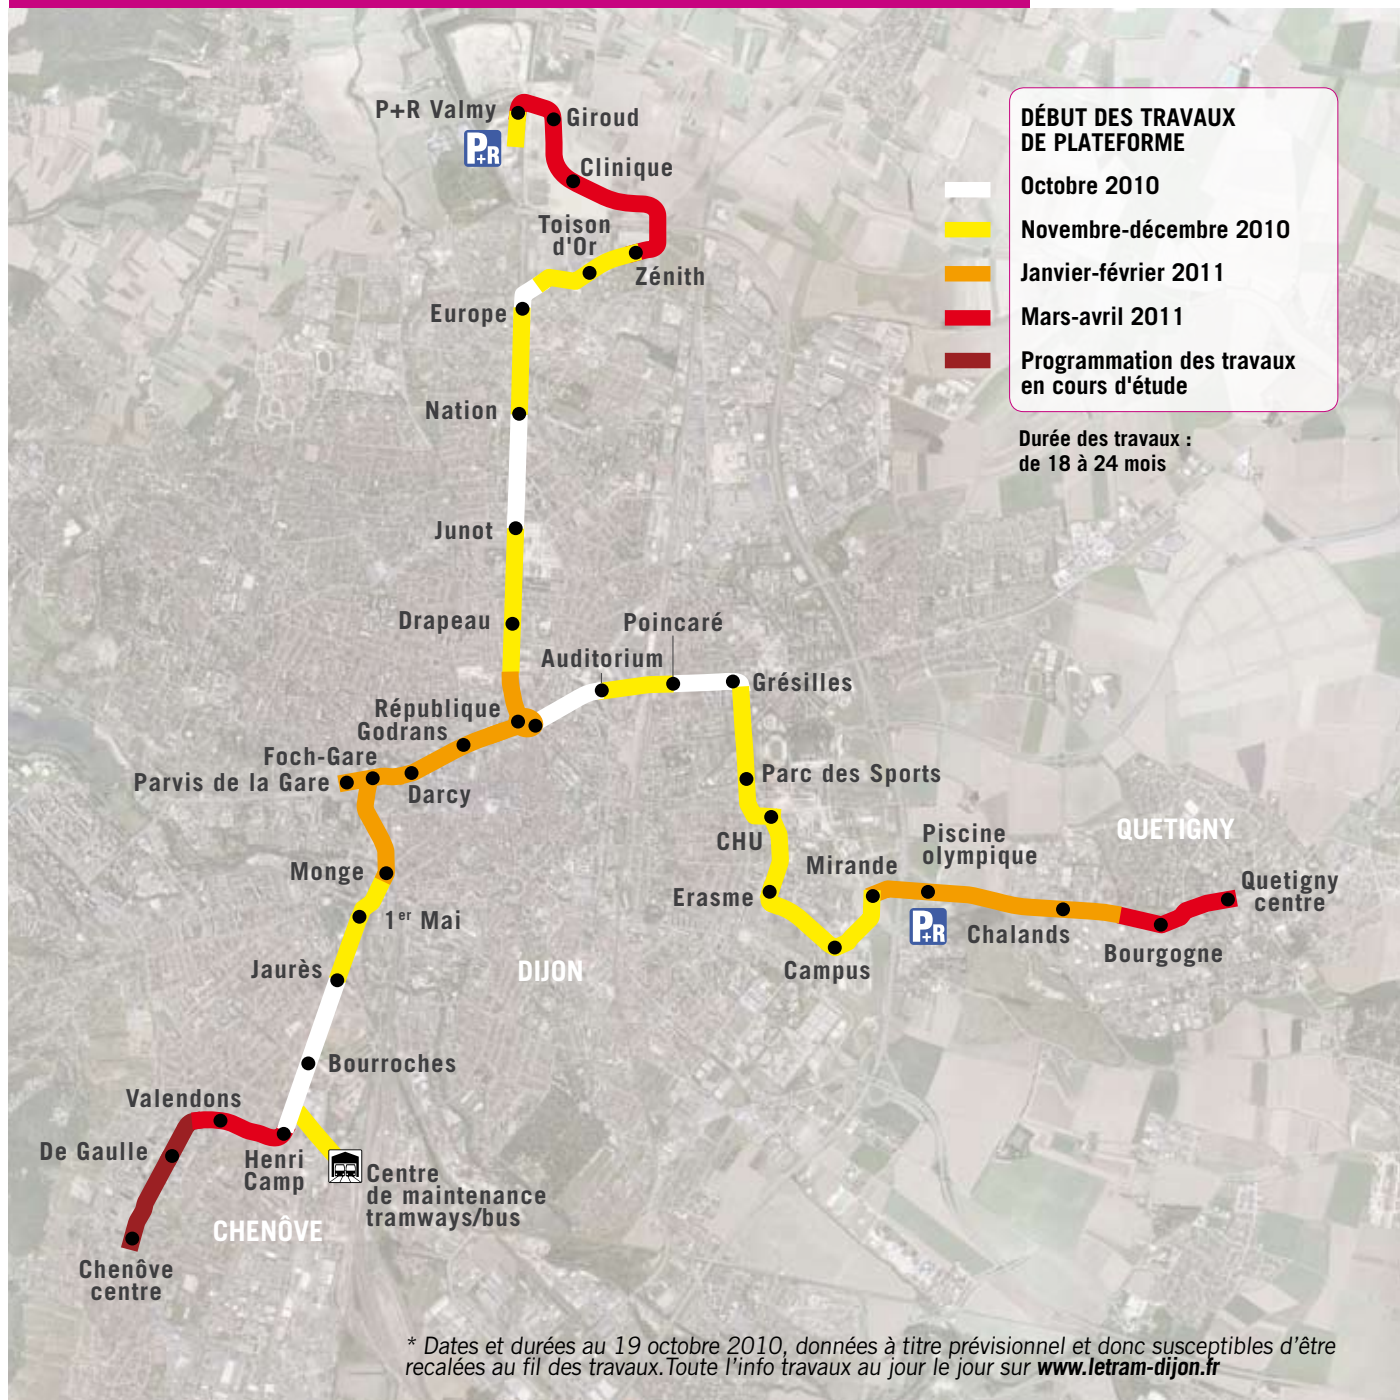 P+R Valmy
P+R
Giroud
Clinique
Toison
d'Or
Zénith
Europe
Nation
Junot
Drapeau
Poincaré
Auditorium
Grésilles
République
Godrans
Foch-Gare
Parvis de la Gare
Darcy
Parc des Sports
CHU
Monge
1er Mai
Erasme
Mirande
Piscine
olympique
P+R
QUETIGNY
Quetigny
centre
Chalands
Bourgogne
Campus
Jaurès
DIJON
Bourroches
Valendons
De Gaulle
Henri
Camp
Centre
de maintenance
tramways/bus
CHENÔVE
Chenôve
centre
DÉBUT DES TRAVAUX
DE PLATEFORME
Octobre 2010
Novembre-décembre 2010
Janvier-février 2011
Mars-avril 2011
Programmation des travaux
en cours d'étude
Durée des travaux :
de 18 à 24 mois
* Dates et durées au 19 octobre 2010, données à titre prévisionnel et donc susceptibles d’être
recalées au fil des travaux.Toute l’info travaux au jour le jour sur www.letram-dijon.fr